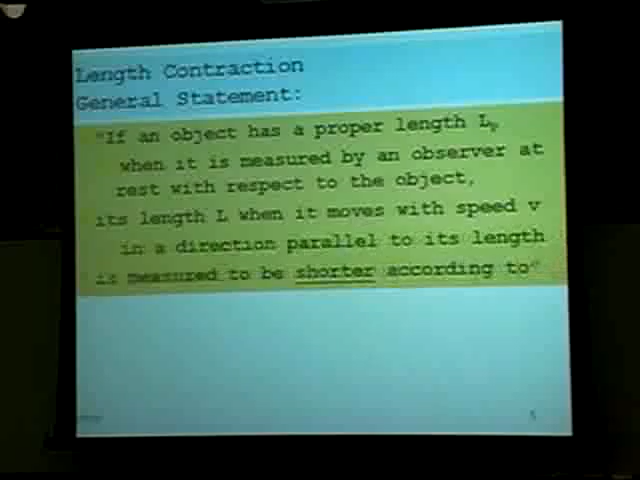 Length Contraction
General Statement:
"If an object has a proper length Lp
when it is measured by an observer at
rest with respect to the object,
its length L when it moves with speed v
in a direction parallel to its length
is measured to be shorter according to"